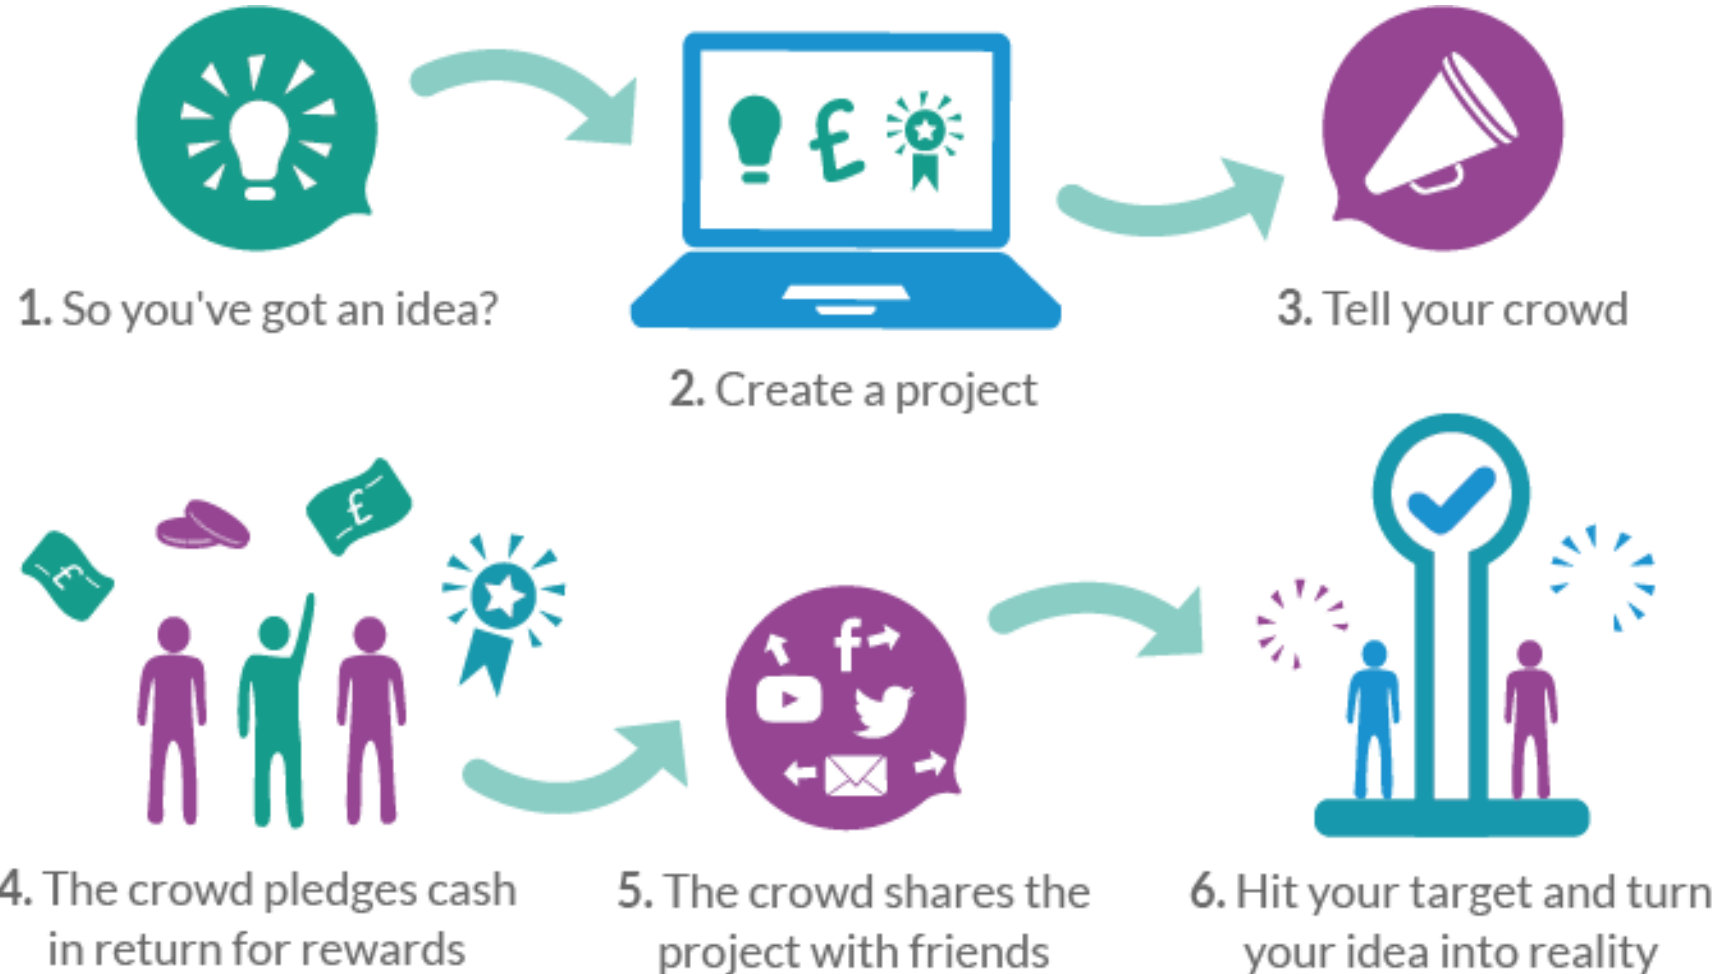 £
1. So you've got an idea?
3. Tell your crowd
2. Create a project
£
£
f
4. The crowd pledges cash
in return for rewards
5. The crowd shares the
project with friends
6. Hit your target and turn
your idea into reality